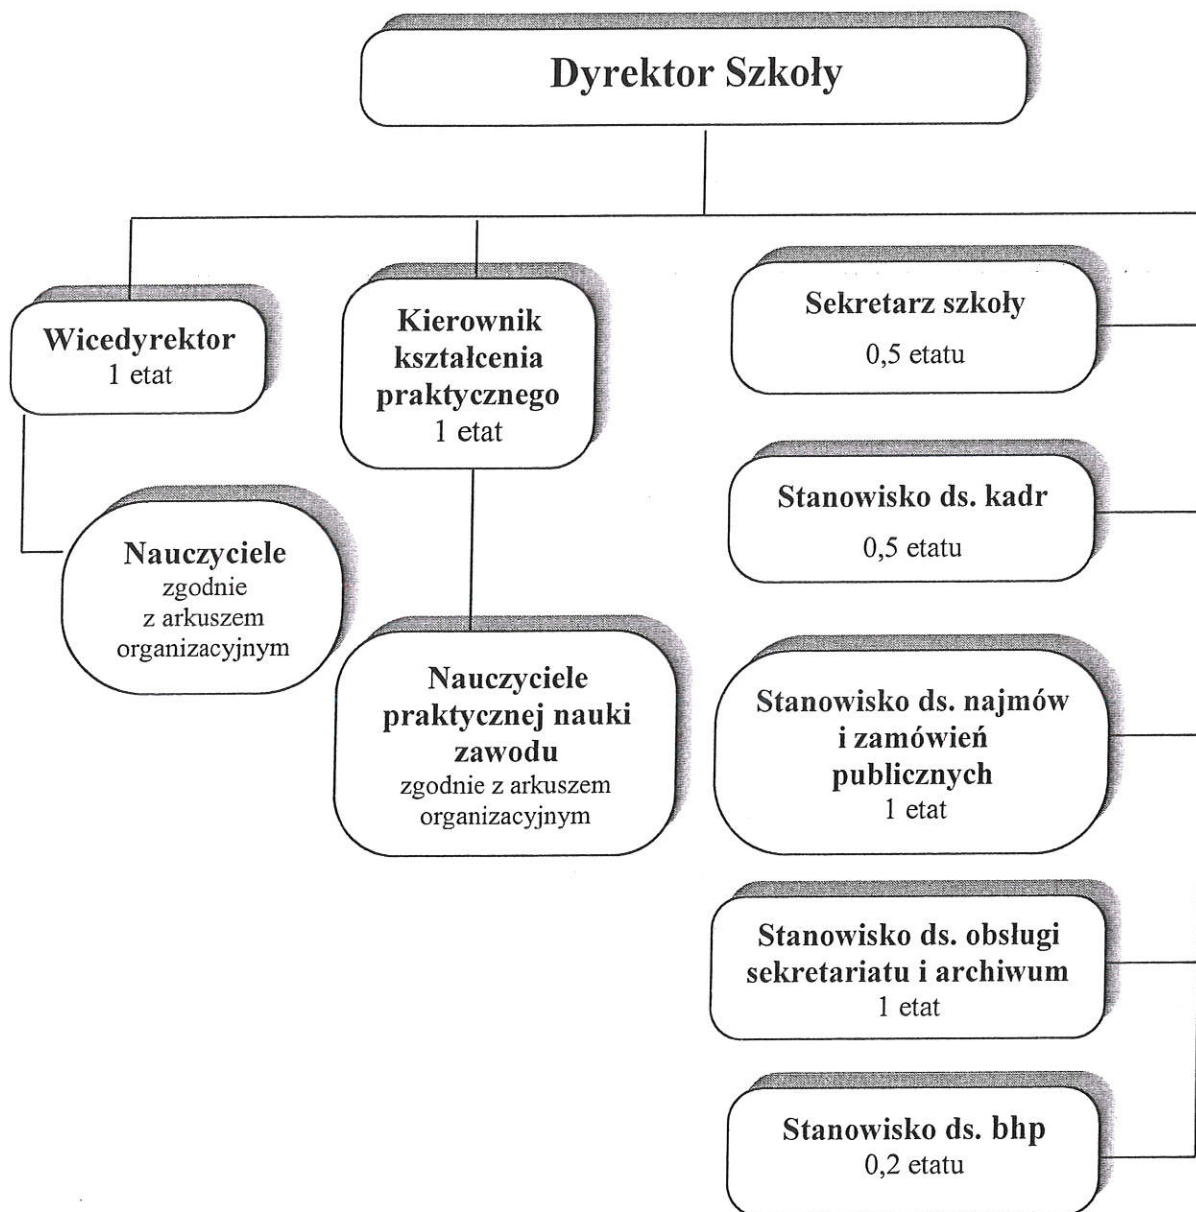 Dyrektor Szkoły
Wicedyrektor
1 etat
Nauczyciele
zgodnie
z arkuszem
organizacyjnym
Kierownik
kształcenia
praktycznego
1 etat
Nauczyciele
praktycznej nauki
zawodu
zgodnie z arkuszem
organizacyjnym
Sekretarz szkoły
0,5 etatu
Stanowisko ds. kadr
0,5 etatu
Stanowisko ds. najmów
i zamówień
publicznych
1 etat
Stanowisko ds. obsługi
sekretariatu i archiwum
1 etat
Stanowisko ds. bhp
0,2 etatu